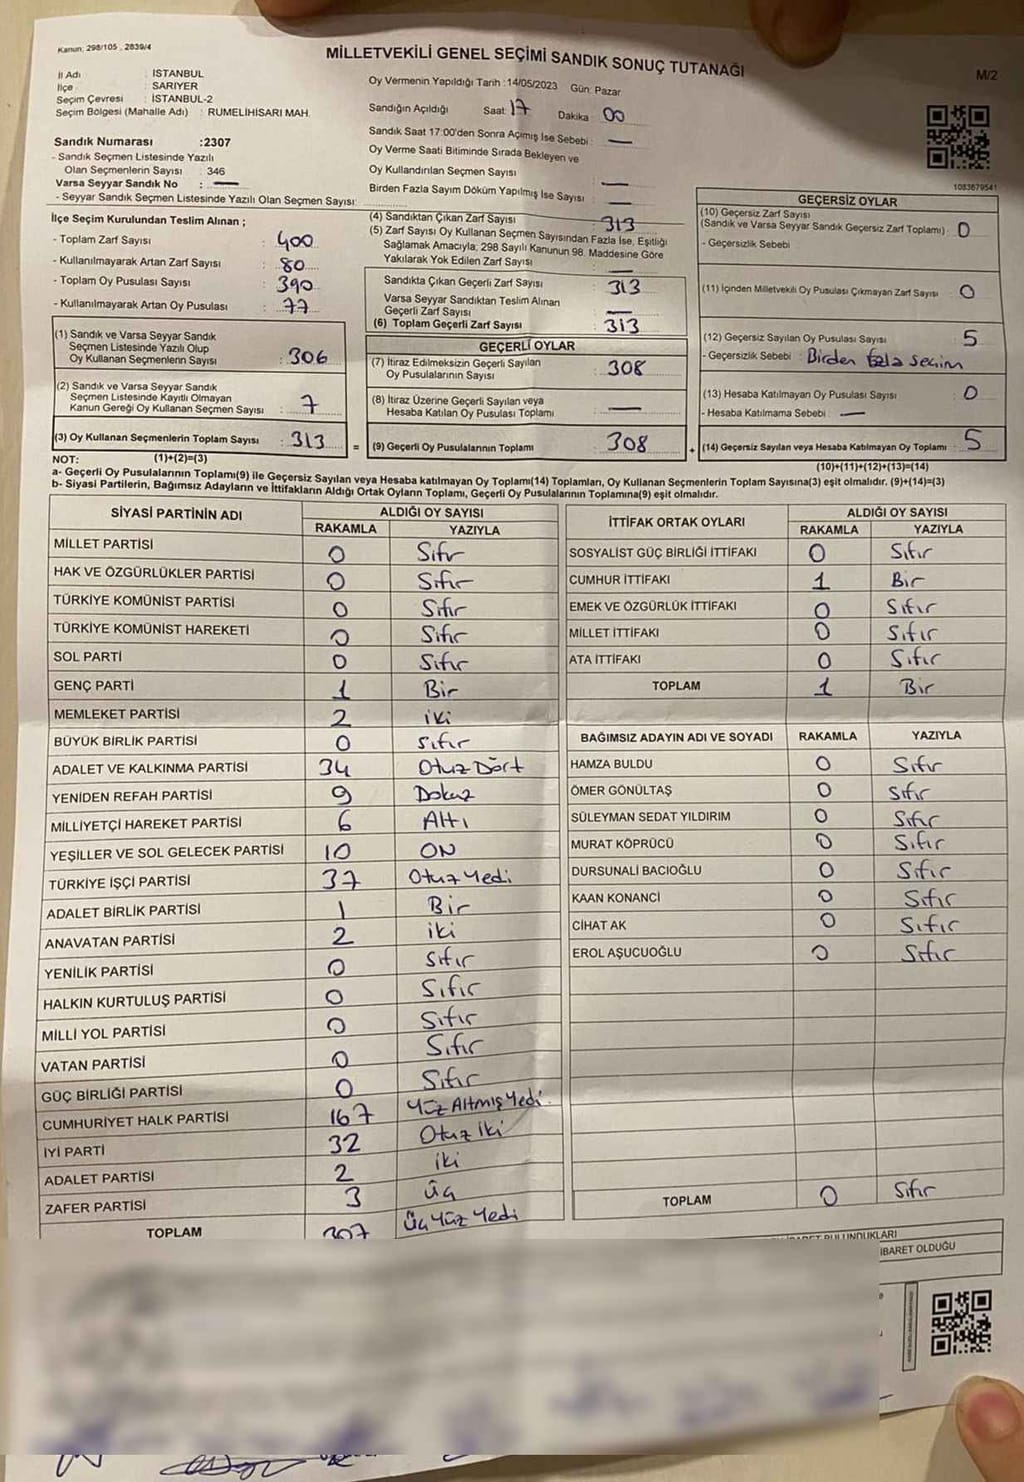 Kanun: 298/105 , 2839/4
MİLLETVEKİLİ GENEL SEÇİMİ SANDIK SONUÇ TUTANAĞI
M/2
İl Adı : İSTANBUL
İlçe : SARIYER
Seçim Çevresi : İSTANBUL-2
Seçim Bölgesi (Mahalle Adı) : RUMELİHİSARI MAH.
Sandık Numarası :2307
- Sandık Seçmen Listesinde Yazılı
Olan Seçmenlerin Sayısı : 346
Varsa Seyyar Sandık No : —
- Seyyar Sandık Seçmen Listesinde Yazılı Olan Seçmen Sayısı:
Oy Vermenin Yapıldığı Tarih :14/05/2023 Gün: Pazar
Sandığın Açıldığı Saat: 17 Dakika : 00
Sandık Saat 17:00'den Sonra Açımış İse Sebebi : —
Oy Verme Saati Bitiminde Sırada Bekleyen ve
Oy Kullandırılan Seçmen Sayısı : —
Birden Fazla Sayım Döküm Yapılmış İse Sayısı : —
1083679541
İlçe Seçim Kurulundan Teslim Alınan ;
- Toplam Zarf Sayısı : 400
- Kullanılmayarak Artan Zarf Sayısı : 80
- Toplam Oy Pusulası Sayısı : 390
- Kullanılmayarak Artan Oy Pusulası : 77
(1) Sandık ve Varsa Seyyar Sandık
Seçmen Listesinde Yazılı Olup
Oy Kullanan Seçmenlerin Sayısı : 306
(2) Sandık ve Varsa Seyyar Sandık
Seçmen Listesinde Kayıtlı Olmayan
Kanun Gereği Oy Kullanan Seçmen Sayısı : 7
(3) Oy Kullanan Seçmenlerin Toplam Sayısı : 313 =
(4) Sandıktan Çıkan Zarf Sayısı : 313
(5) Zarf Sayısı Oy Kullanan Seçmen Sayısından Fazla İse, Eşitliği
Sağlamak Amacıyla; 298 Sayılı Kanunun 98. Maddesine Göre
Yakılarak Yok Edilen Zarf Sayısı : —
Sandıkta Çıkan Geçerli Zarf Sayısı : 313
Varsa Seyyar Sandıktan Teslim Alınan
Geçerli Zarf Sayısı : —
(6) Toplam Geçerli Zarf Sayısı : 313
GEÇERLİ OYLAR
(7) İtiraz Edilmeksizin Geçerli Sayılan
Oy Pusulalarının Sayısı : 308
(8) İtiraz Üzerine Geçerli Sayılan veya
Hesaba Katılan Oy Pusulası Toplamı : —
(9) Geçerli Oy Pusulalarının Toplamı : 308 +
GEÇERSİZ OYLAR
(10) Geçersiz Zarf Sayısı
(Sandık ve Varsa Seyyar Sandık Geçersiz Zarf Toplamı) : 0
- Geçersizlik Sebebi :
(11) İçinden Milletvekili Oy Pusulası Çıkmayan Zarf Sayısı : 0
(12) Geçersiz Sayılan Oy Pusulası Sayısı : 5
- Geçersizlik Sebebi : Birden fazla seçim
(13) Hesaba Katılmayan Oy Pusulası Sayısı : 0
- Hesaba Katılmama Sebebi : —
(14) Geçersiz Sayılan veya Hesaba Katılmayan Oy Toplamı : 5
NOT: (1)+(2)=(3)
(10)+(11)+(12)+(13)=(14)
a- Geçerli Oy Pusulalarının Toplamı(9) ile Geçersiz Sayılan veya Hesaba katılmayan Oy Toplamı(14) Toplamları, Oy Kullanan Seçmenlerin Toplam Sayısına(3) eşit olmalıdır. (9)+(14)=(3)
b- Siyasi Partilerin, Bağımsız Adayların ve İttifakların Aldığı Ortak Oyların Toplamı, Geçerli Oy Pusulalarının Toplamına(9) eşit olmalıdır.
SİYASİ PARTİNİN ADI ALDIĞI OY SAYISI
RAKAMLA YAZIYLA
MİLLET PARTİSİ 0 Sıfır
HAK VE ÖZGÜRLÜKLER PARTİSİ 0 Sıfır
TÜRKİYE KOMÜNİST PARTİSİ 0 Sıfır
TÜRKİYE KOMÜNİST HAREKETİ 0 Sıfır
SOL PARTİ 0 Sıfır
GENÇ PARTİ 1 Bir
MEMLEKET PARTİSİ 2 iki
BÜYÜK BİRLİK PARTİSİ 0 Sıfır
ADALET VE KALKINMA PARTİSİ 34 Otuz Dört
YENİDEN REFAH PARTİSİ 9 Dokuz
MİLLİYETÇİ HAREKET PARTİSİ 6 Altı
YEŞİLLER VE SOL GELECEK PARTİSİ 10 ON
TÜRKİYE İŞÇİ PARTİSİ 37 Otuz Yedi
ADALET BİRLİK PARTİSİ 1 Bir
ANAVATAN PARTİSİ 2 iki
YENİLİK PARTİSİ 0 Sıfır
HALKIN KURTULUŞ PARTİSİ 0 Sıfır
MİLLİ YOL PARTİSİ 0 Sıfır
VATAN PARTİSİ 0 Sıfır
GÜÇ BİRLİĞİ PARTİSİ 0 Sıfır
CUMHURİYET HALK PARTİSİ 167 Yüz Altmış Yedi
İYİ PARTİ 32 Otuz iki
ADALET PARTİSİ 2 iki
ZAFER PARTİSİ 3 Üç
TOPLAM 307 Üç Yüz Yedi
İTTİFAK ORTAK OYLARI ALDIĞI OY SAYISI
RAKAMLA YAZIYLA
SOSYALİST GÜÇ BİRLİĞİ İTTİFAKI 0 Sıfır
CUMHUR İTTİFAKI 1 Bir
EMEK VE ÖZGÜRLÜK İTTİFAKI 0 Sıfır
MİLLET İTTİFAKI 0 Sıfır
ATA İTTİFAKI 0 Sıfır
TOPLAM 1 Bir
BAĞIMSIZ ADAYIN ADI VE SOYADI RAKAMLA YAZIYLA
HAMZA BULDU 0 Sıfır
ÖMER GÖNÜLTAŞ 0 Sıfır
SÜLEYMAN SEDAT YILDIRIM 0 Sıfır
MURAT KÖPRÜCÜ 0 Sıfır
DURSUNALİ BACIOĞLU 0 Sıfır
KAAN KONANCİ 0 Sıfır
CİHAT AK 0 Sıfır
EROL AŞUCUOĞLU 0 Sıfır
TOPLAM 0 Sıfır
BULUNDUKLARI
İBARET OLDUĞU